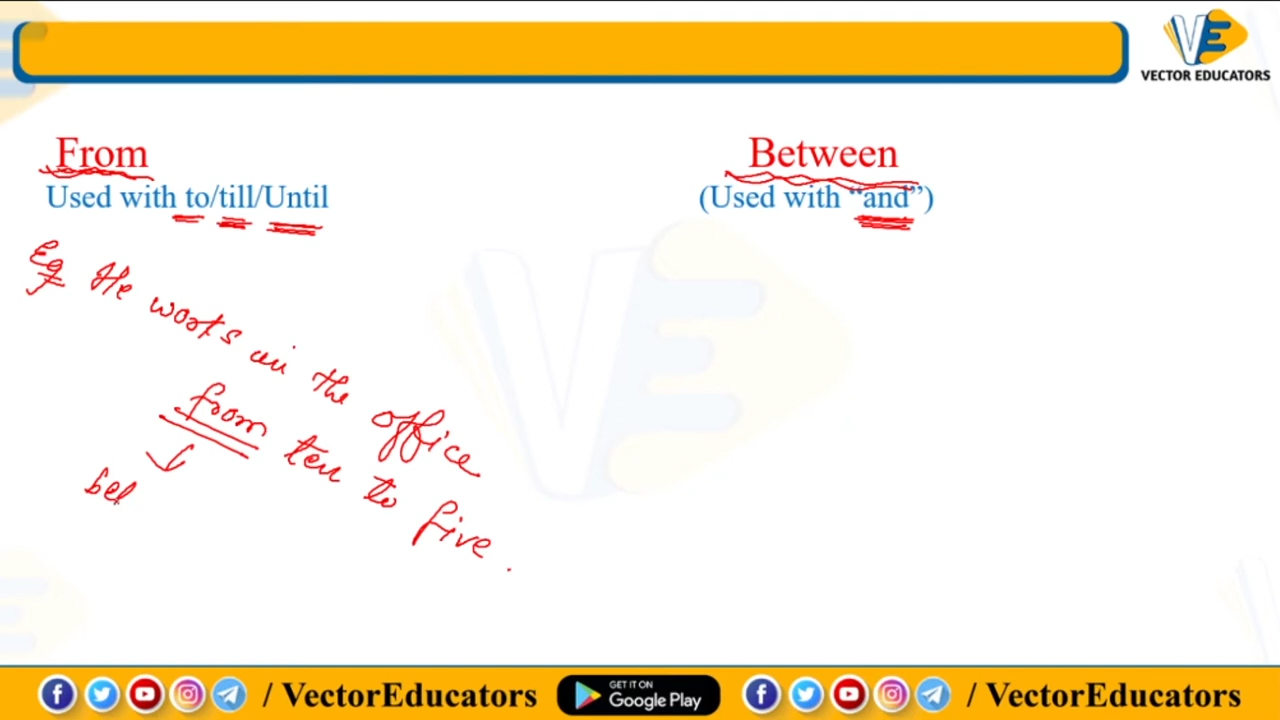 VECTOR EDUCATORS
From
Used with to/till/Until
Between
(Used with “and”)
Eg He works in the office
from ten to five.
bet
/ VectorEducators
GET IT ON
Google Play
/ VectorEducators